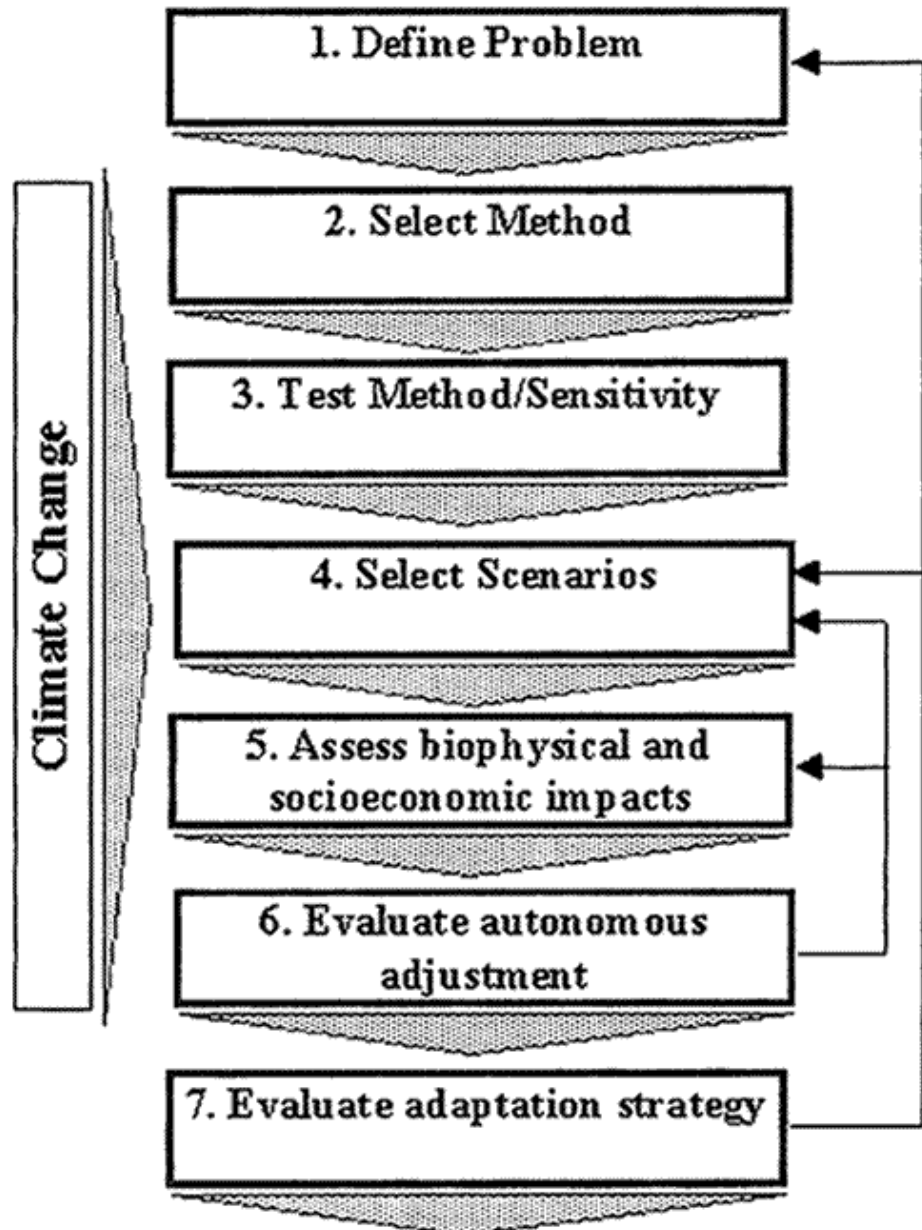 1. Define Problem
2. Select Method
3. Test Method/Sensitivity
4. Select Scenarios
5. Assess biophysical and
socioeconomic impacts
6. Evaluate autonomous
adjustment
7. Evaluate adaptation strategy
Climate Change